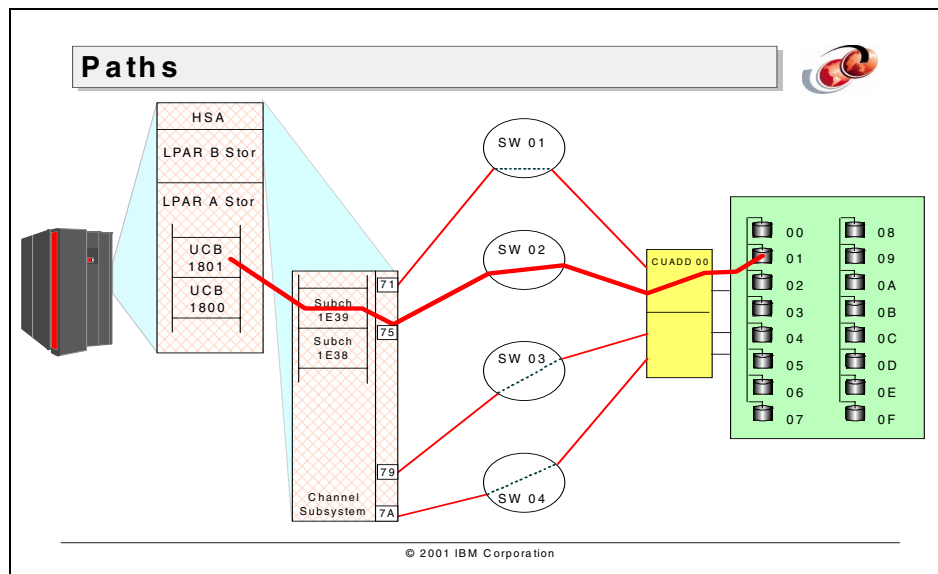 Paths
HSA
LPAR B Stor
LPAR A Stor
UCB
1801
UCB
1800
Subch
1E39
Subch
1E38
Channel
Subsystem
71
75
79
7A
SW 01
SW 02
SW 03
SW 04
CUADD 00
00
01
02
03
04
05
06
07
08
09
0A
0B
0C
0D
0E
0F
© 2001 IBM Corporation